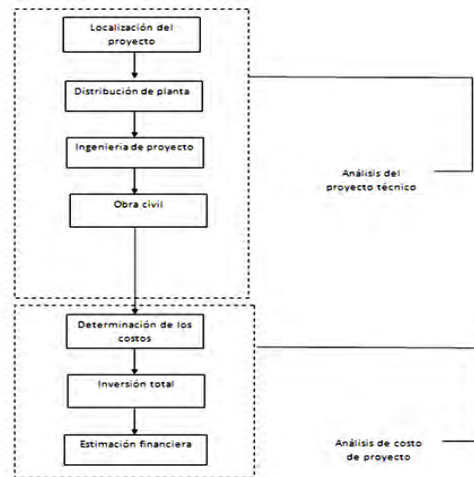 Localización del
proyecto
Distribución de planta
Ingenieria de proyecto
Análisis del
proyecto técnico
Obra civil
Determinación de los
costos
Inversión total
Estimación financiera
Análisis de costo
de proyecto